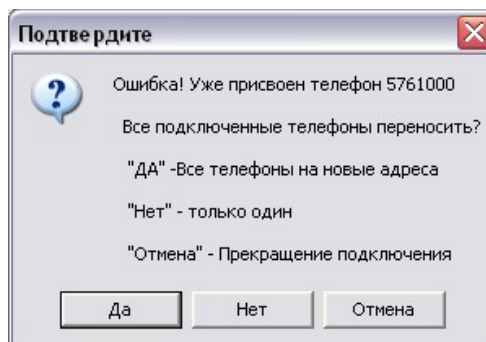 Подтвердите
Ошибка! Уже присвоен телефон 5761000
Все подключенные телефоны переносить?
"ДА" -Все телефоны на новые адреса
"Нет" - только один
"Отмена" - Прекращение подключения
Да Нет Отмена